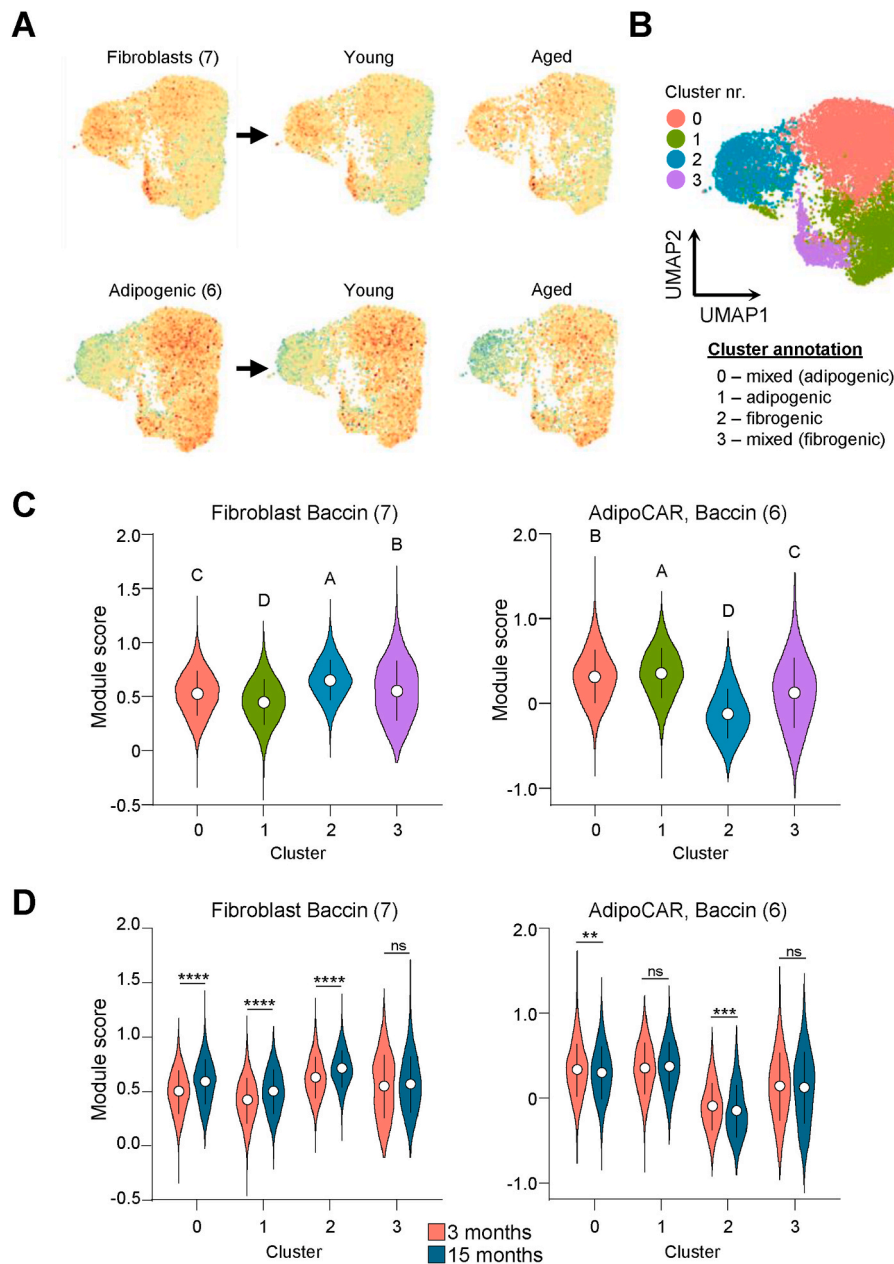 A
Fibroblasts (7)
Young
Aged
Adipogenic (6)
Young
Aged
B
Cluster nr.
0
1
2
3
UMAP2
UMAP1
Cluster annotation
0 – mixed (adipogenic)
1 – adipogenic
2 – fibrogenic
3 – mixed (fibrogenic)
C
Fibroblast Baccin (7)
Module score
2.0
1.5
1.0
0.5
0
-0.5
C
D
A
B
0 1 2 3
Cluster
AdipoCAR, Baccin (6)
Module score
2.0
1.0
0
-1.0
B
A
D
C
0 1 2 3
Cluster
D
Fibroblast Baccin (7)
Module score
2.0
1.5
1.0
0.5
0.0
-0.5
****
****
****
ns
0 1 2 3
Cluster
AdipoCAR, Baccin (6)
Module score
2.0
1.0
0
-1.0
**
ns
***
ns
0 1 2 3
Cluster
3 months
15 months